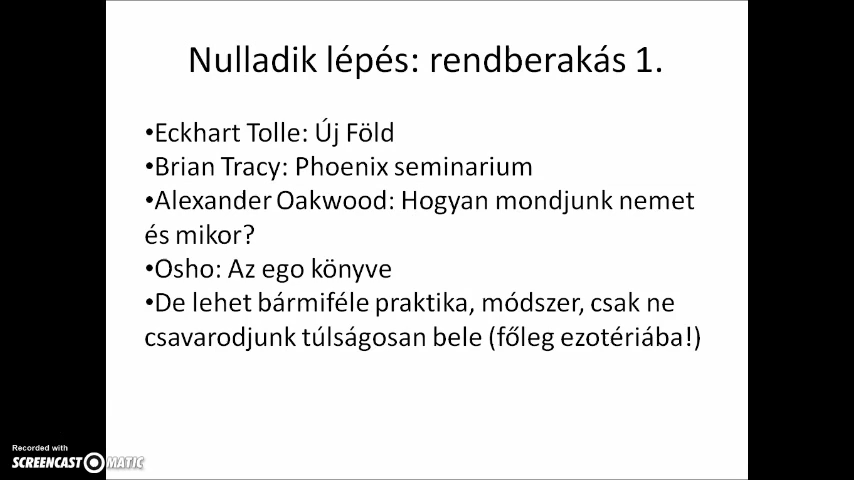 Nulladik lépés: rendberakás 1.
•Eckhart Tolle: Új Föld
•Brian Tracy: Phoenix seminarium
•Alexander Oakwood: Hogyan mondjunk nemet
és mikor?
•Osho: Az ego könyve
•De lehet bármiféle praktika, módszer, csak ne
csavarodjunk túlságosan bele (főleg ezotériába!)
Recorded with
SCREENCAST O MATIC